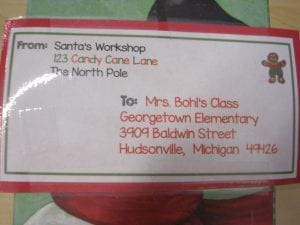 From: Santa's Workshop
123 Candy Cane Lane
The North Pole
To: Mrs. Bohl's Class
Georgetown Elementary
3909 Baldwin Street
Hudsonville, Michigan 49426